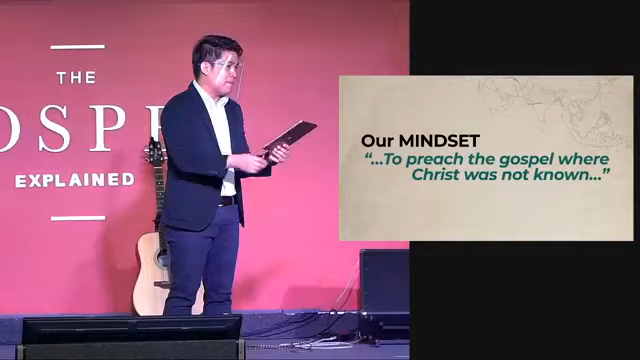 THE
OSPE
EXPLAINED
Our MINDSET
“...To preach the gospel where
Christ was not known...”